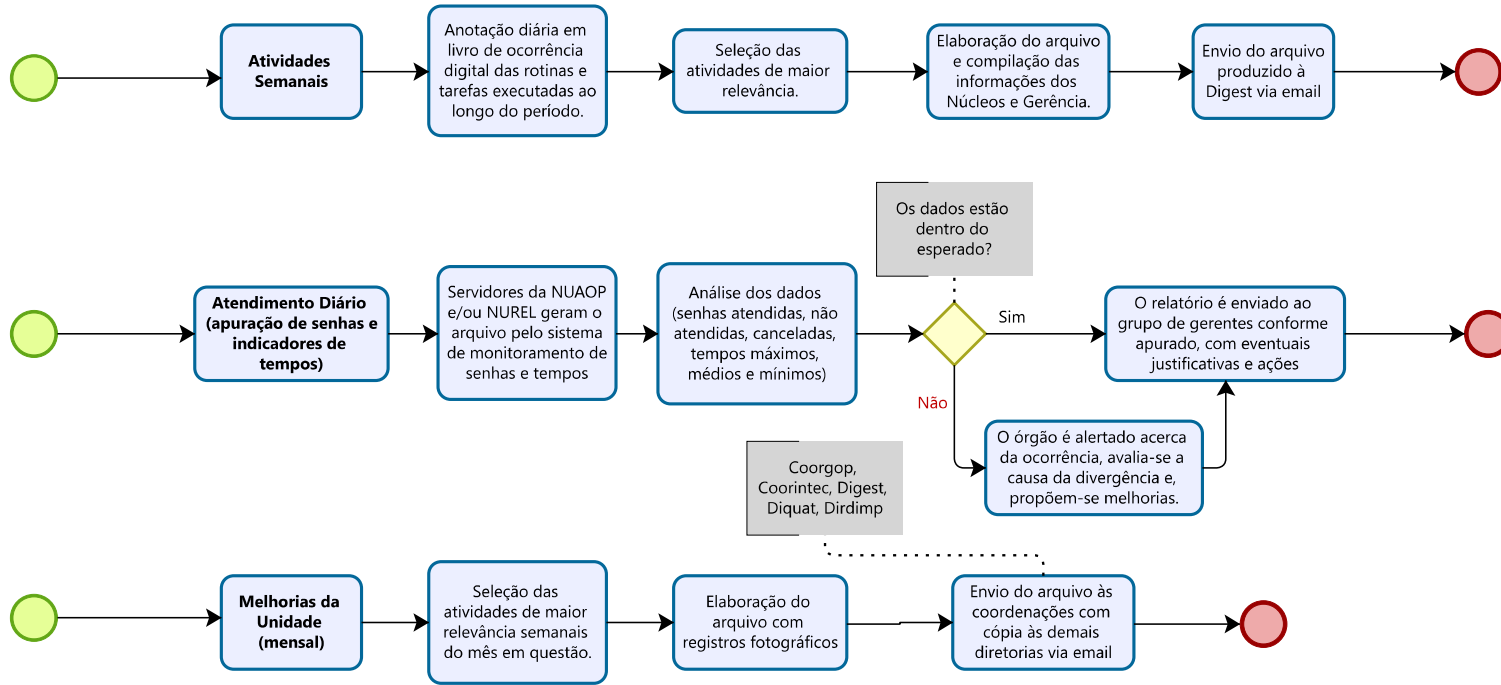 Atividades
Semanais
Anotação diária em
livro de ocorrência
digital das rotinas e
tarefas executadas ao
longo do período.
Seleção das
atividades de maior
relevância.
Elaboração do arquivo
e compilação das
informações dos
Núcleos e Gerência.
Envio do arquivo
produzido à
Digest via email
Os dados estão
dentro do
esperado?
Atendimento Diário
(apuração de senhas e
indicadores de
tempos)
Servidores da NUAOP
e/ou NUREL geram o
arquivo pelo sistema
de monitoramento de
senhas e tempos
Análise dos dados
(senhas atendidas, não
atendidas, canceladas,
tempos máximos,
médios e mínimos)
Sim
O relatório é enviado ao
grupo de gerentes conforme
apurado, com eventuais
justificativas e ações
Não
O órgão é alertado acerca
da ocorrência, avalia-se a
causa da divergência e,
propõem-se melhorias.
Coorgop,
Coorintec, Digest,
Diquat, Dirdimp
Melhorias da
Unidade
(mensal)
Seleção das
atividades de maior
relevância semanais
do mês em questão.
Elaboração do
arquivo com
registros fotográficos
Envio do arquivo às
coordenações com
cópia às demais
diretorias via email